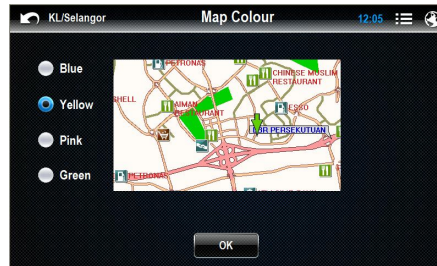 KL/Selangor
Map Colour
12:05
Blue
Yellow
Pink
Green
PETRONAS
CHINESE MUSLIM
RESTAURANT
SHELL
AIMAN
RESTAURANT
ESSO
PERSEKUTUAN
PETRONAS
OK